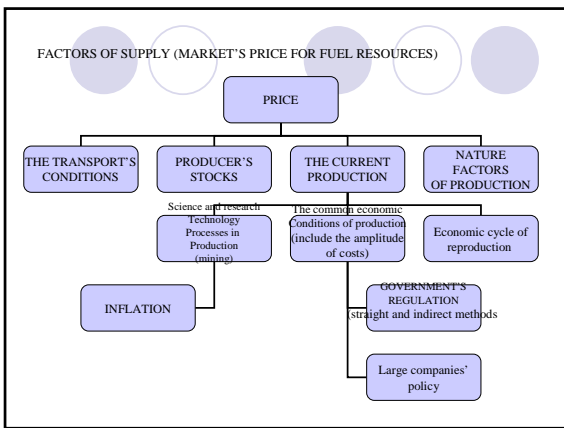 FACTORS OF SUPPLY (MARKET'S PRICE FOR FUEL RESOURCES)
PRICE
THE TRANSPORT'S
CONDITIONS
PRODUCER'S
STOCKS
THE CURRENT
PRODUCTION
NATURE
FACTORS
OF PRODUCTION
Science and research
Technology
Processes in
Production
(mining)
The common economic
Conditions of production
(include the amplitude
of costs)
Economic cycle of
reproduction
INFLATION
GOVERNMENT'S
REGULATION
(straight and indirect methods
Large companies'
policy